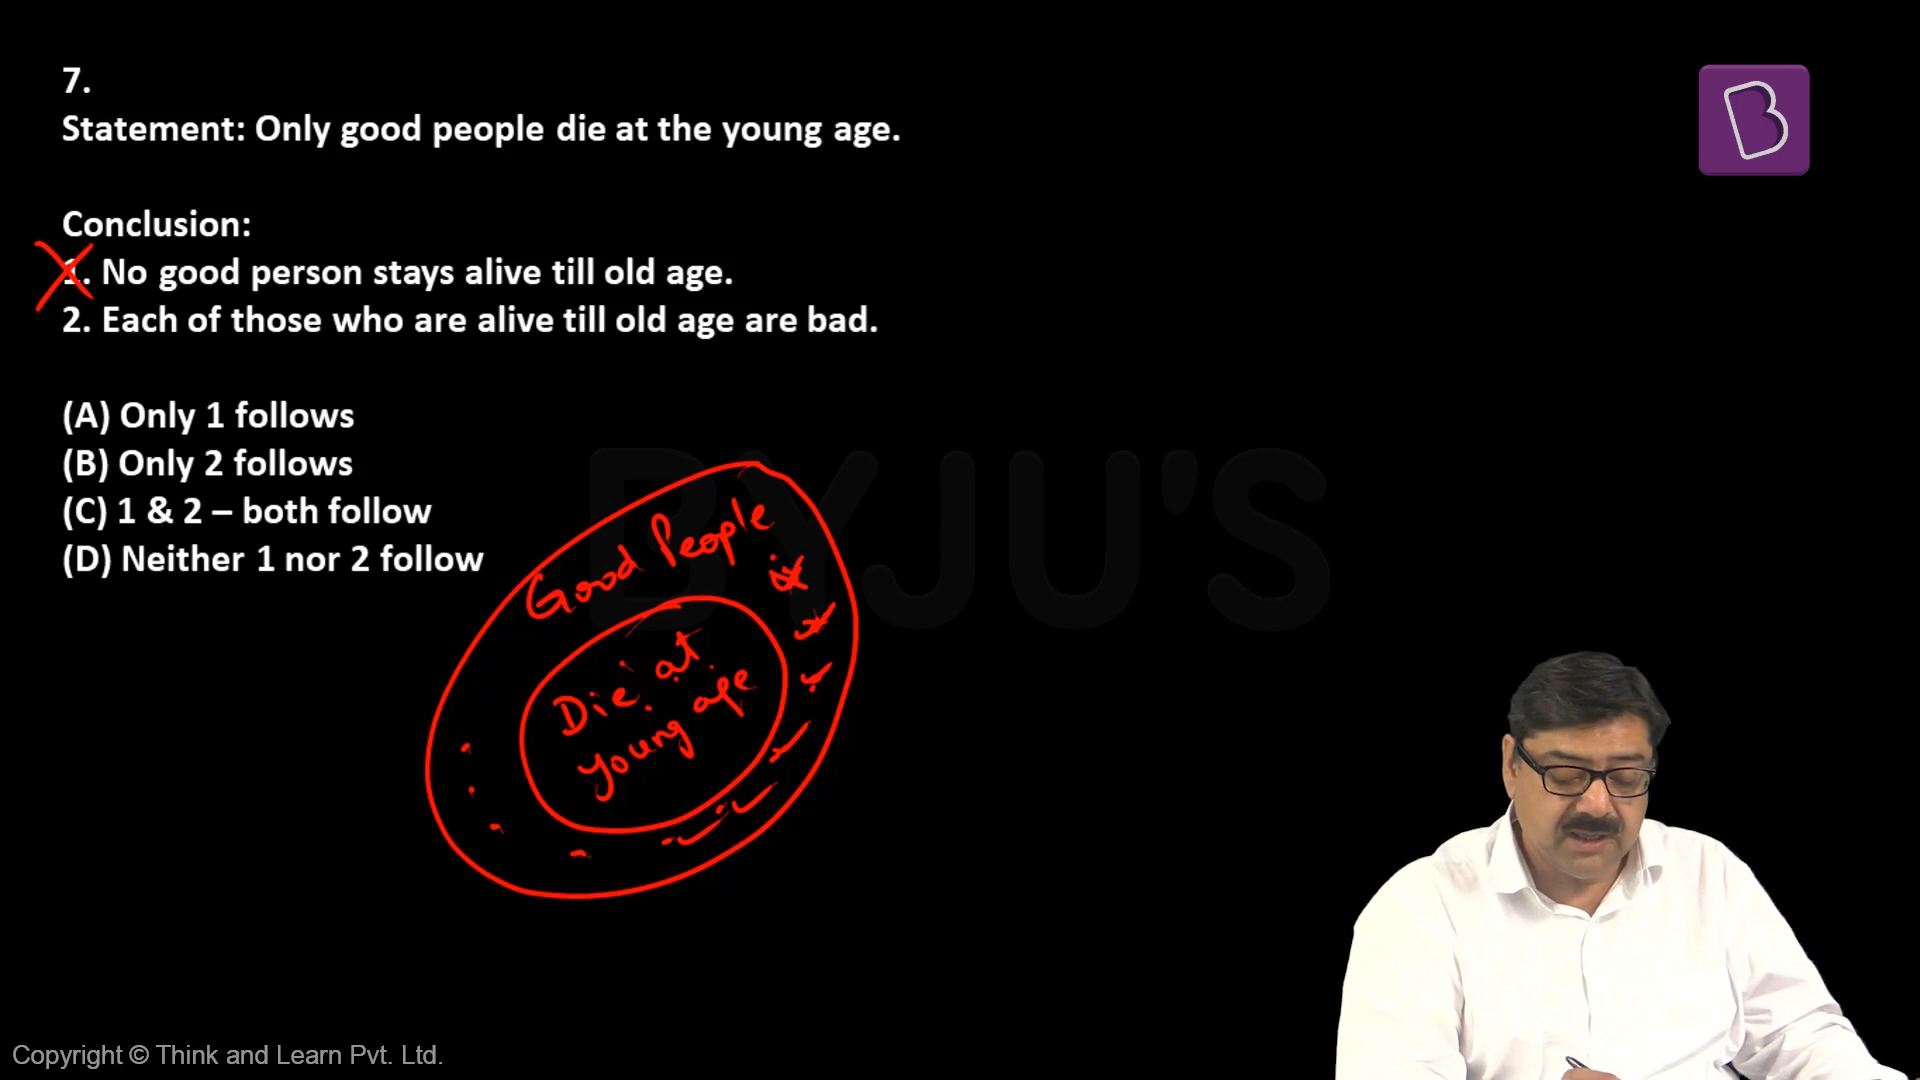 7.
Statement: Only good people die at the young age.
Conclusion:
1. No good person stays alive till old age.
2. Each of those who are alive till old age are bad.
(A) Only 1 follows
(B) Only 2 follows
(C) 1 & 2 – both follow
(D) Neither 1 nor 2 follow
BYJU'S
Good People
Die at
young age
B
Copyright © Think and Learn Pvt. Ltd.